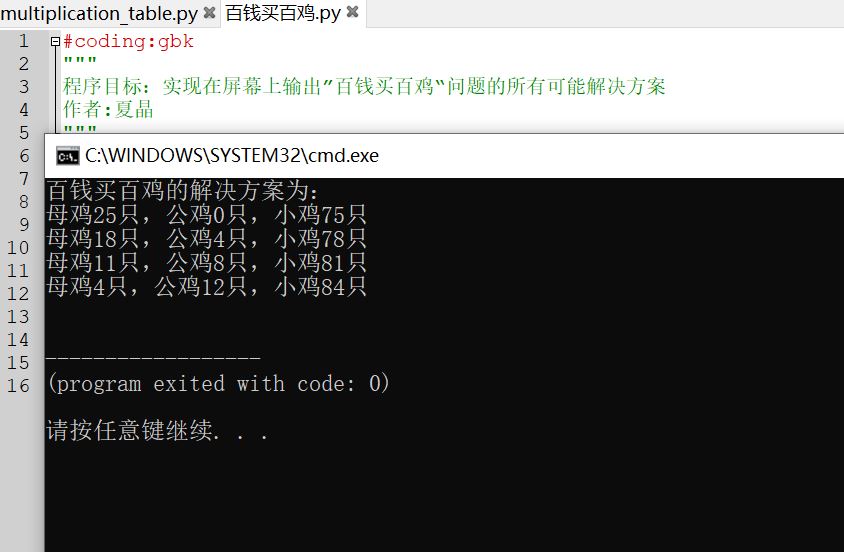 multiplication_table.py 百钱买百鸡.py
1 #coding:gbk
2 """
3 程序目标：实现在屏幕上输出"百钱买百鸡"问题的所有可能解决方案
4 作者:夏晶
5 """
6 C:\WINDOWS\SYSTEM32\cmd.exe
7
8 百钱买百鸡的解决方案为：
9 母鸡25只，公鸡0只，小鸡75只
10 母鸡18只，公鸡4只，小鸡78只
11 母鸡11只，公鸡8只，小鸡81只
12 母鸡4只，公鸡12只，小鸡84只
13
14
15 ------------------
16 (program exited with code: 0)
请按任意键继续. . .